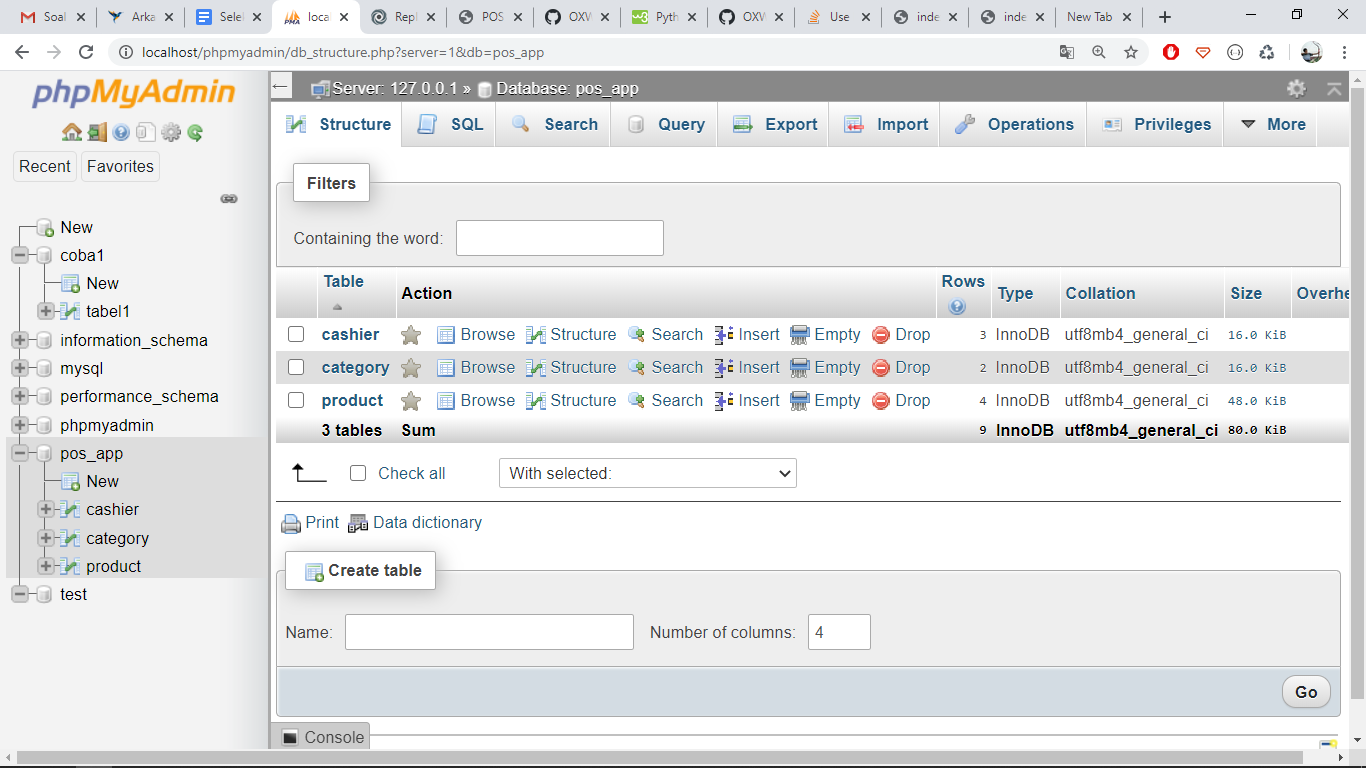 Soal
Arka
Sele
loca
Repl
POS
OXW
Pyth
OXW
Use
inde
inde
New Tab
localhost/phpmyadmin/db_structure.php?server=1&db=pos_app
phpMyAdmin
Recent Favorites
New
coba1
New
tabel1
information_schema
mysql
performance_schema
phpmyadmin
pos_app
New
cashier
category
product
test
Server: 127.0.0.1 » Database: pos_app
Structure SQL Search Query Export Import Operations Privileges More
Filters
Containing the word:
Table Action Rows Type Collation Size Overhe
cashier Browse Structure Search Insert Empty Drop 3 InnoDB utf8mb4_general_ci 16.0 KiB
category Browse Structure Search Insert Empty Drop 2 InnoDB utf8mb4_general_ci 16.0 KiB
product Browse Structure Search Insert Empty Drop 4 InnoDB utf8mb4_general_ci 48.0 KiB
3 tables Sum 9 InnoDB utf8mb4_general_ci 80.0 KiB
Check all With selected:
Print Data dictionary
Create table
Name: Number of columns: 4
Go
Console